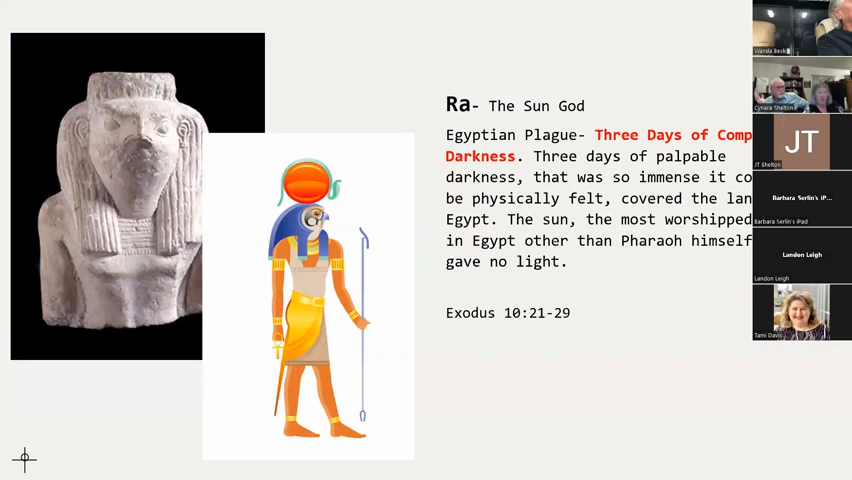 Ra- The Sun God
Egyptian Plague- Three Days of Comp
Darkness. Three days of palpable
darkness, that was so immense it co
be physically felt, covered the lan
Egypt. The sun, the most worshipped
in Egypt other than Pharaoh himself
gave no light.
Exodus 10:21-29
Wanda Beck
Cynara Shelton
JT
JT Shelton
Barbara Serlin's iP...
Barbara Serlin's iPad
Landon Leigh
Landon Leigh
Tami Davis